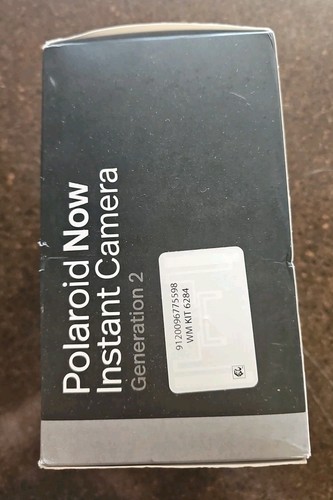 Polaroid Now
Instant Camera
Generation 2
9120096775598
WM KIT 6284